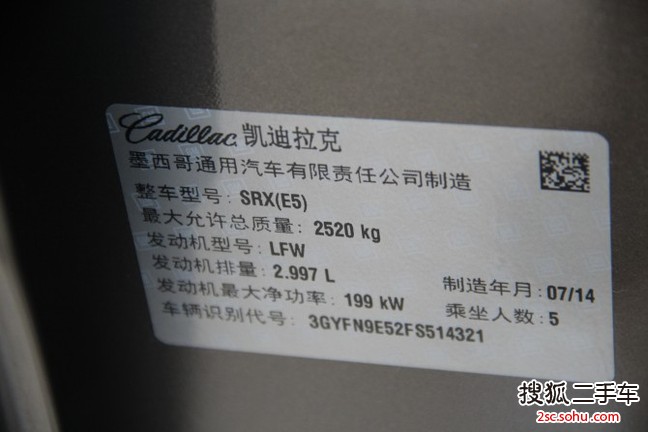 Cadillac 凯迪拉克
墨西哥通用汽车有限责任公司制造
整车型号: SRX(E5)
最大允许总质量: 2520 kg
发动机型号: LFW
发动机排量: 2.997 L
制造年月: 07/14
发动机最大净功率: 199 kW
乘坐人数: 5
车辆识别代号: 3GYFN9E52FS514321
搜狐二手车
2sc.sohu.com